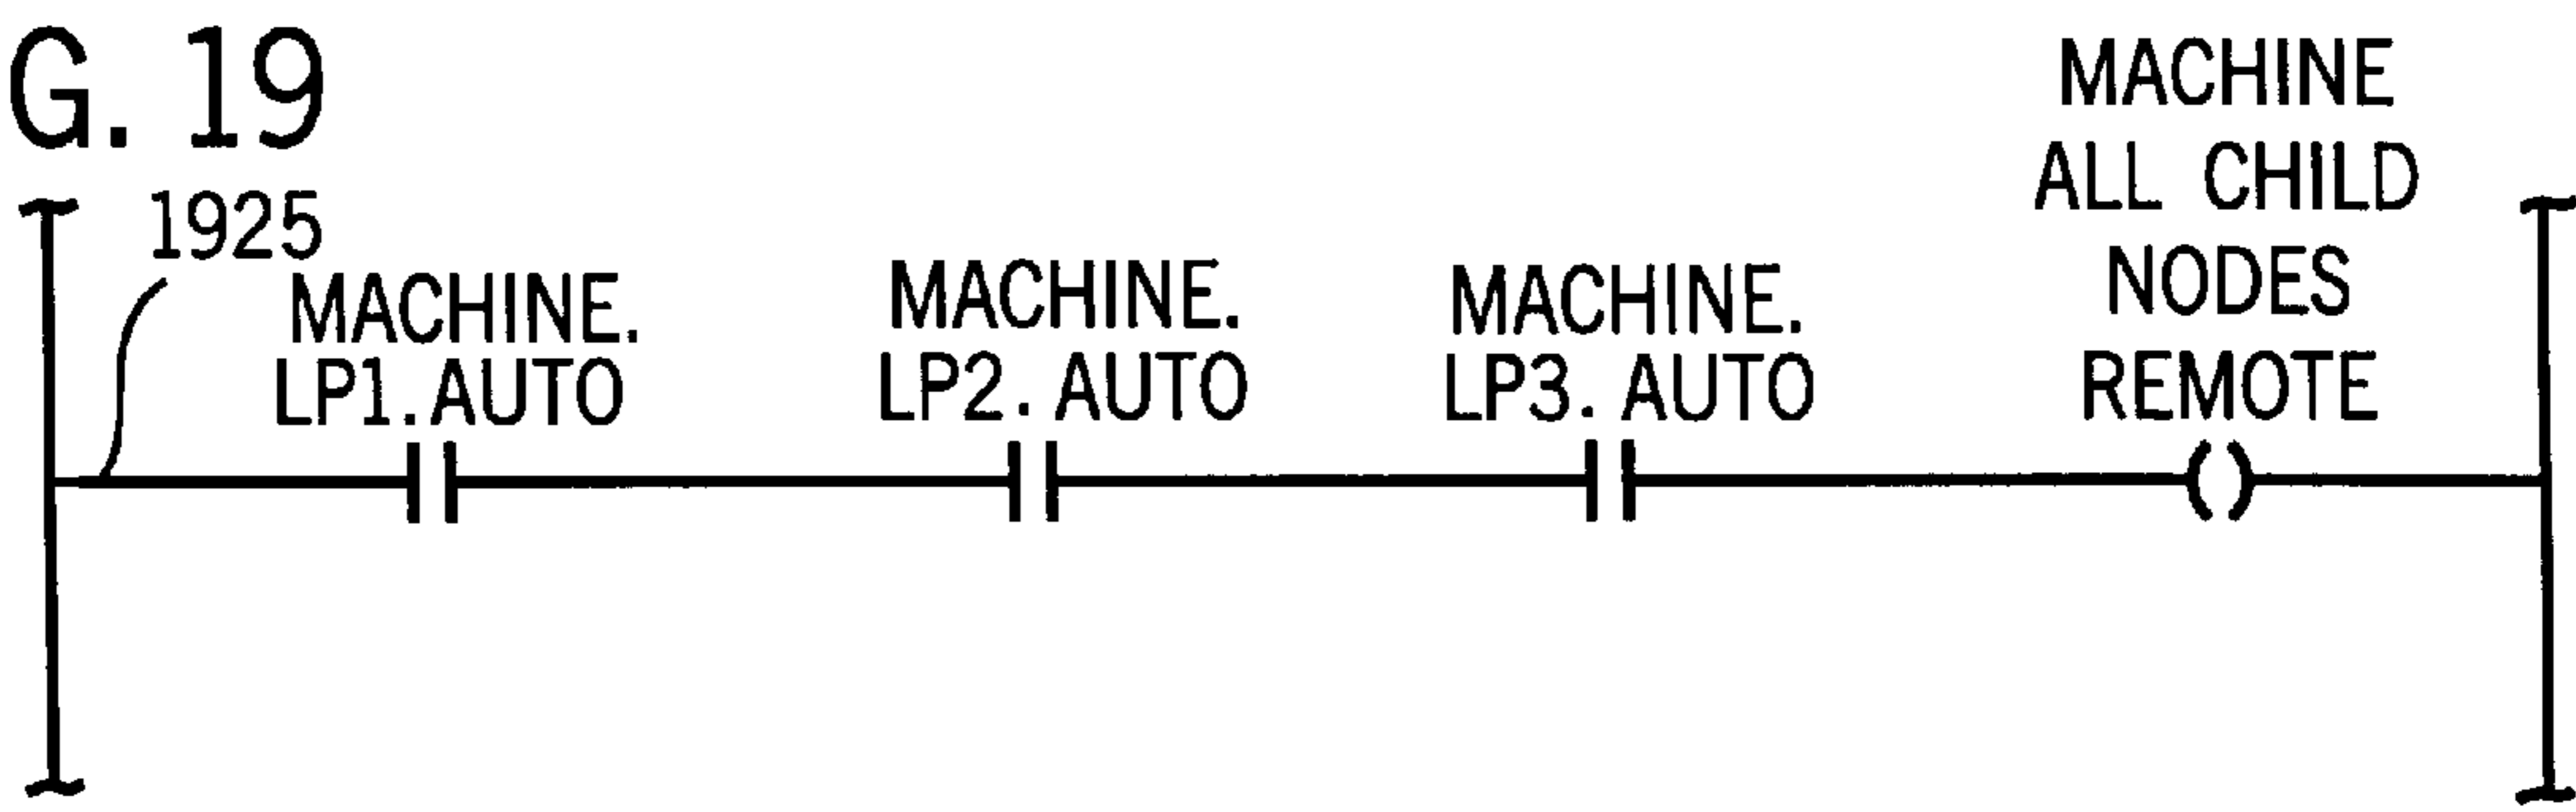 G. 19
1925
MACHINE.
LP1. AUTO
MACHINE.
LP2. AUTO
MACHINE.
LP3. AUTO
MACHINE
ALL CHILD
NODES
REMOTE